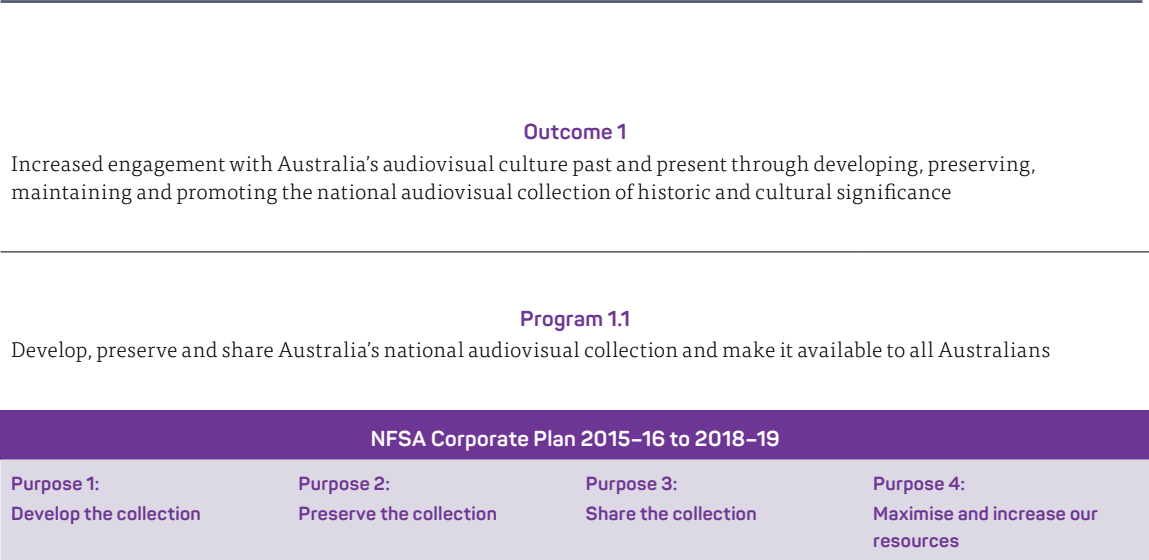 Outcome 1
Increased engagement with Australia’s audiovisual culture past and present through developing, preserving,
maintaining and promoting the national audiovisual collection of historic and cultural significance
Program 1.1
Develop, preserve and share Australia’s national audiovisual collection and make it available to all Australians
NFSA Corporate Plan 2015–16 to 2018–19
Purpose 1:
Develop the collection
Purpose 2:
Preserve the collection
Purpose 3:
Share the collection
Purpose 4:
Maximise and increase our
resources